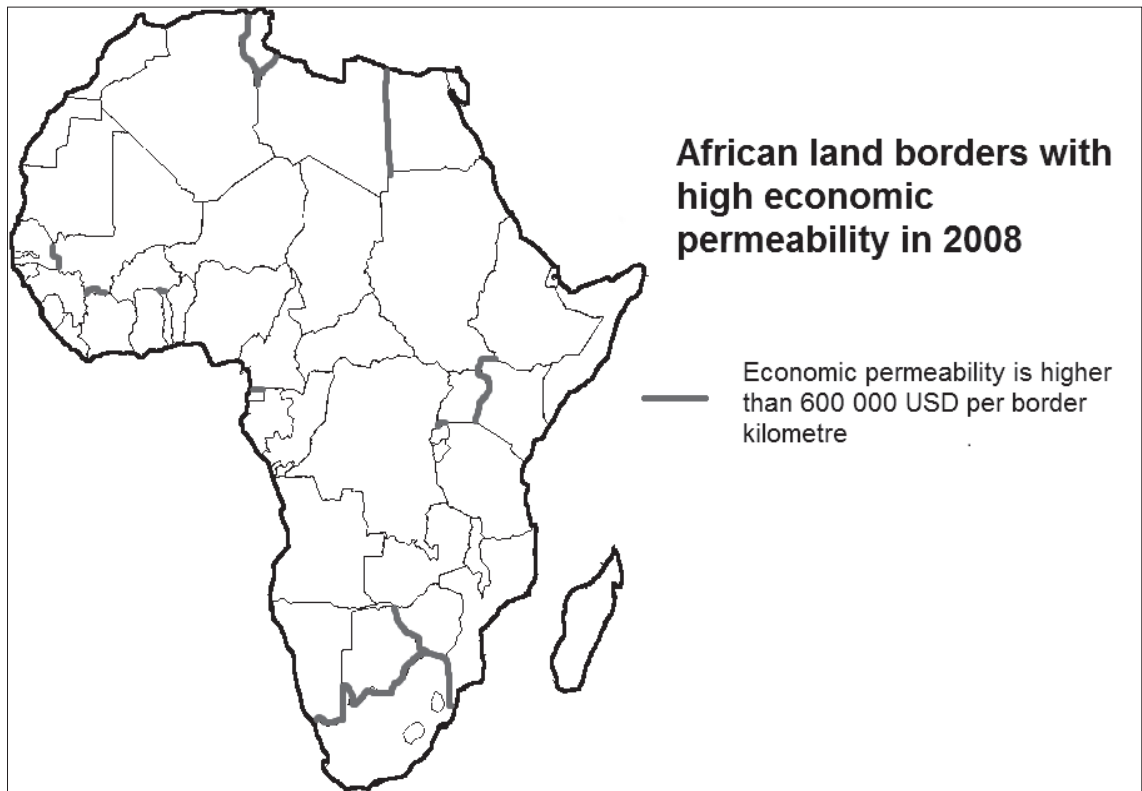 African land borders with
high economic
permeability in 2008
Economic permeability is higher
than 600 000 USD per border
kilometre